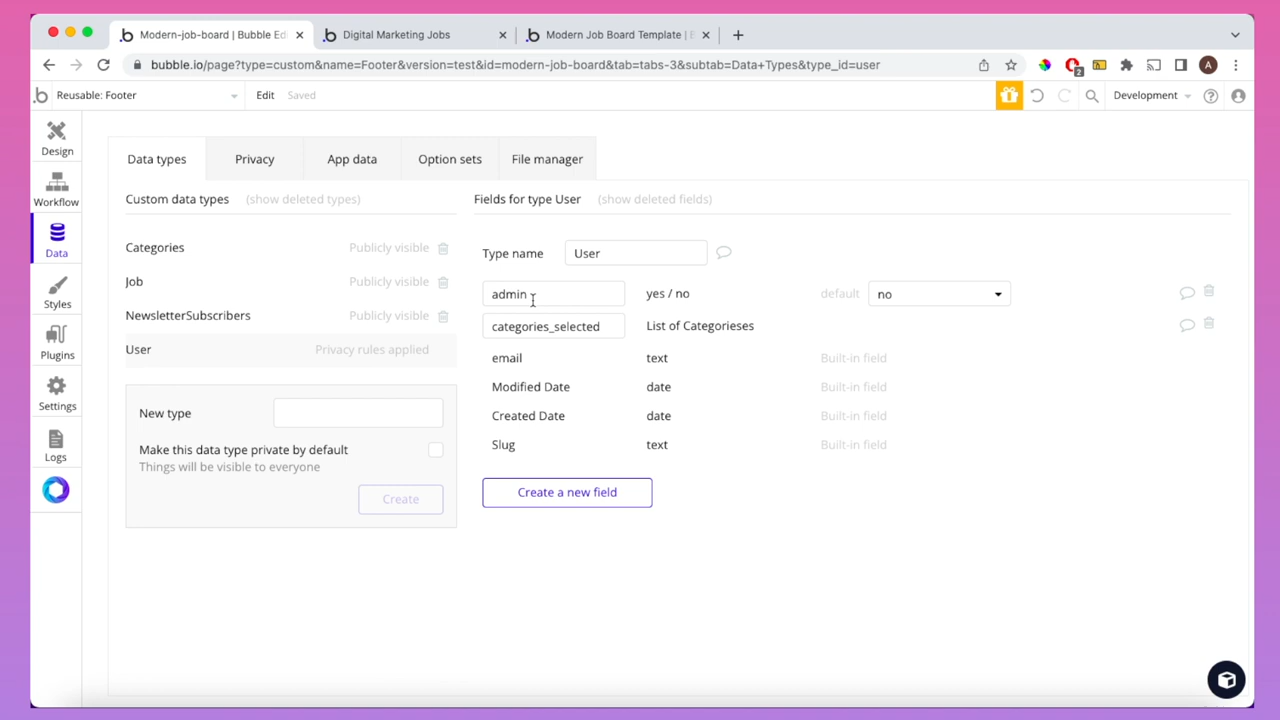 Modern-job-board | Bubble Edi
Digital Marketing Jobs
Modern Job Board Template | B
bubble.io/page?type=custom&name=Footer&version=test&id=modern-job-board&tab=tabs-3&subtab=Data+Types&type_id=user
2
A
Reusable: Footer
Edit
Saved
Development
Design
Workflow
Data
Styles
Plugins
Settings
Logs
Data types
Privacy
App data
Option sets
File manager
Custom data types (show deleted types)
Categories Publicly visible
Job Publicly visible
NewsletterSubscribers Publicly visible
User Privacy rules applied
New type
Make this data type private by default
Things will be visible to everyone
Create
Fields for type User (show deleted fields)
Type name User
admin yes / no default no
categories_selected List of Categorieses
email text Built-in field
Modified Date date Built-in field
Created Date date Built-in field
Slug text Built-in field
Create a new field